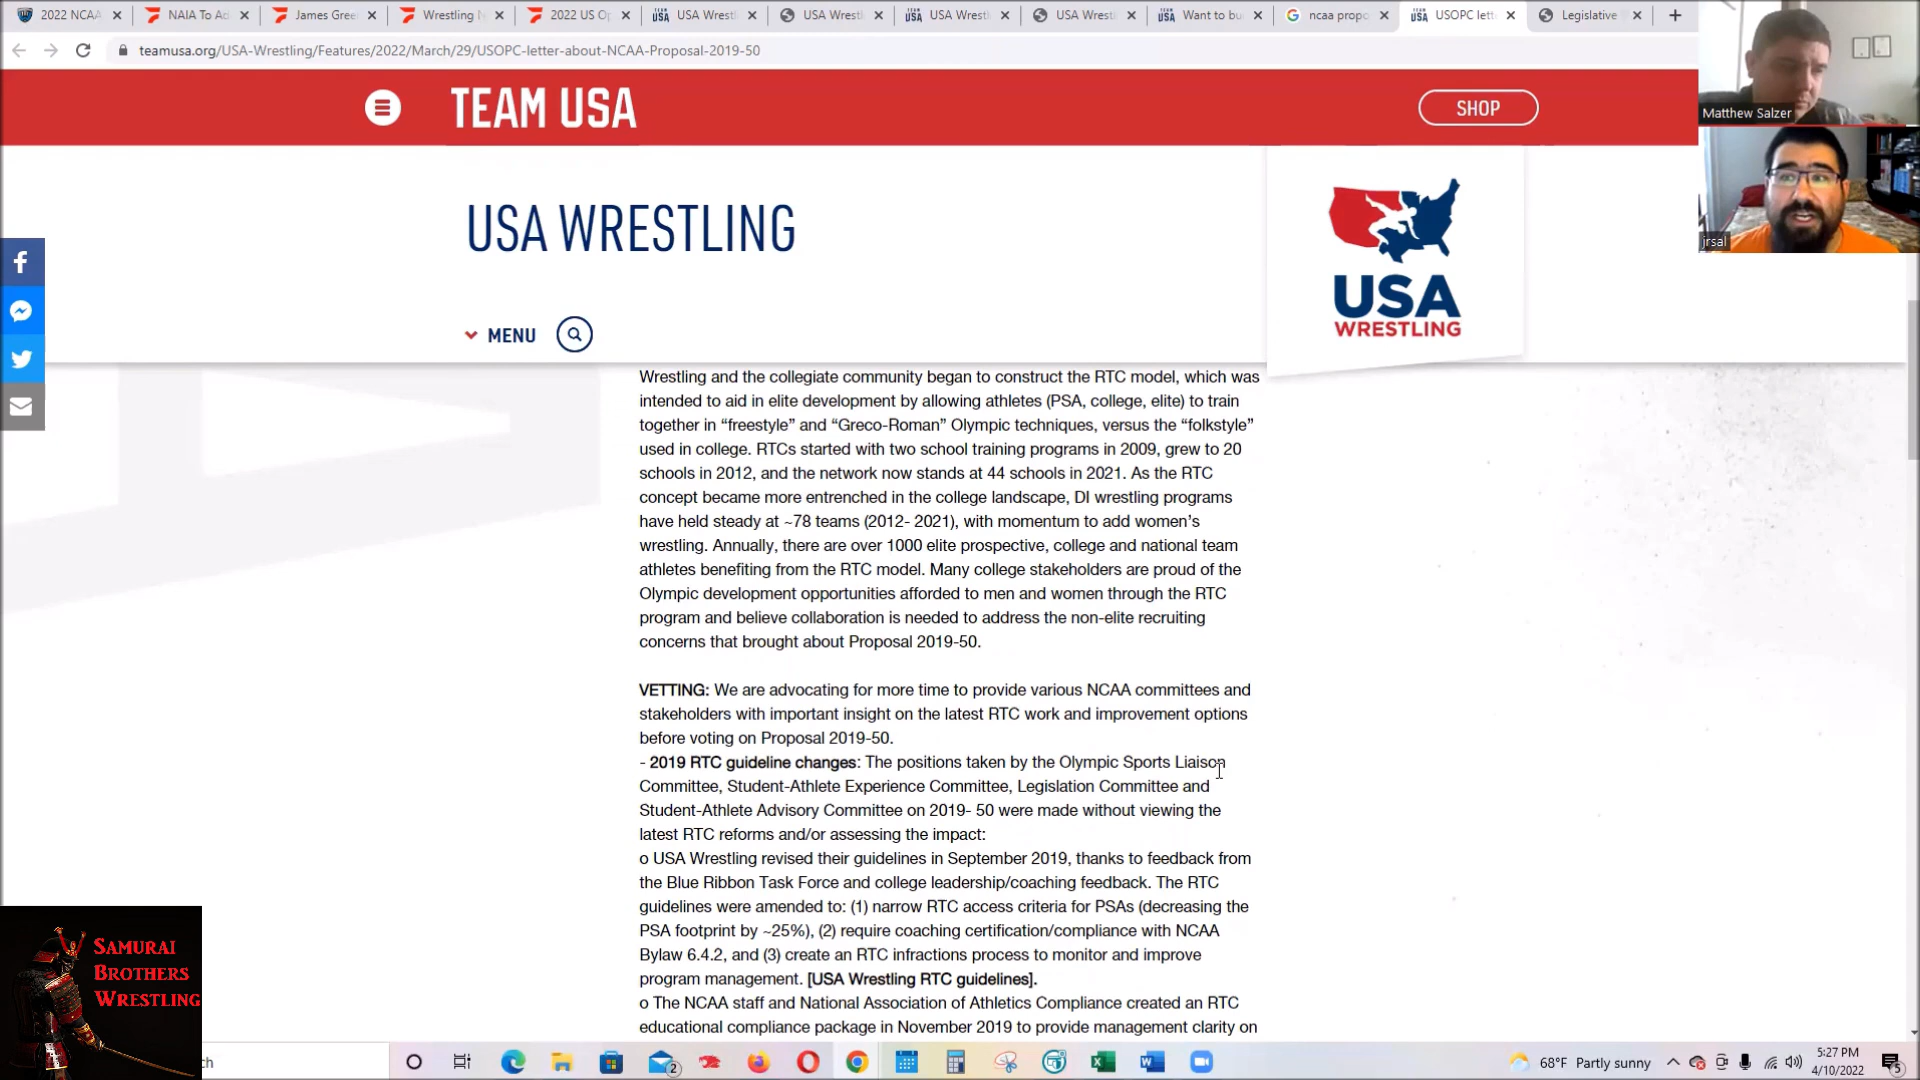 2022 NCAA
NAIA To Ad
James Gree
Wrestling N
2022 US Op
USA Wrestl
USA Wrestl
USA Wrestl
USA Wrestl
Want to bu
ncaa propo
USOPC lett
Legislative
teamusa.org/USA-Wrestling/Features/2022/March/29/USOPC-letter-about-NCAA-Proposal-2019-50
TEAM USA
SHOP
Matthew Salzer
jrsal
USA WRESTLING
USA
WRESTLING
MENU
Wrestling and the collegiate community began to construct the RTC model, which was
intended to aid in elite development by allowing athletes (PSA, college, elite) to train
together in “freestyle” and “Greco-Roman” Olympic techniques, versus the “folkstyle”
used in college. RTCs started with two school training programs in 2009, grew to 20
schools in 2012, and the network now stands at 44 schools in 2021. As the RTC
concept became more entrenched in the college landscape, DI wrestling programs
have held steady at ~78 teams (2012- 2021), with momentum to add women’s
wrestling. Annually, there are over 1000 elite prospective, college and national team
athletes benefiting from the RTC model. Many college stakeholders are proud of the
Olympic development opportunities afforded to men and women through the RTC
program and believe collaboration is needed to address the non-elite recruiting
concerns that brought about Proposal 2019-50.
VETTING: We are advocating for more time to provide various NCAA committees and
stakeholders with important insight on the latest RTC work and improvement options
before voting on Proposal 2019-50.
- 2019 RTC guideline changes: The positions taken by the Olympic Sports Liaison
Committee, Student-Athlete Experience Committee, Legislation Committee and
Student-Athlete Advisory Committee on 2019- 50 were made without viewing the
latest RTC reforms and/or assessing the impact:
o USA Wrestling revised their guidelines in September 2019, thanks to feedback from
the Blue Ribbon Task Force and college leadership/coaching feedback. The RTC
guidelines were amended to: (1) narrow RTC access criteria for PSAs (decreasing the
PSA footprint by ~25%), (2) require coaching certification/compliance with NCAA
Bylaw 6.4.2, and (3) create an RTC infractions process to monitor and improve
program management. [USA Wrestling RTC guidelines].
o The NCAA staff and National Association of Athletics Compliance created an RTC
educational compliance package in November 2019 to provide management clarity on
SAMURAI
BROTHERS
WRESTLING
rch
2
68°F Partly sunny
5:27 PM
4/10/2022
5